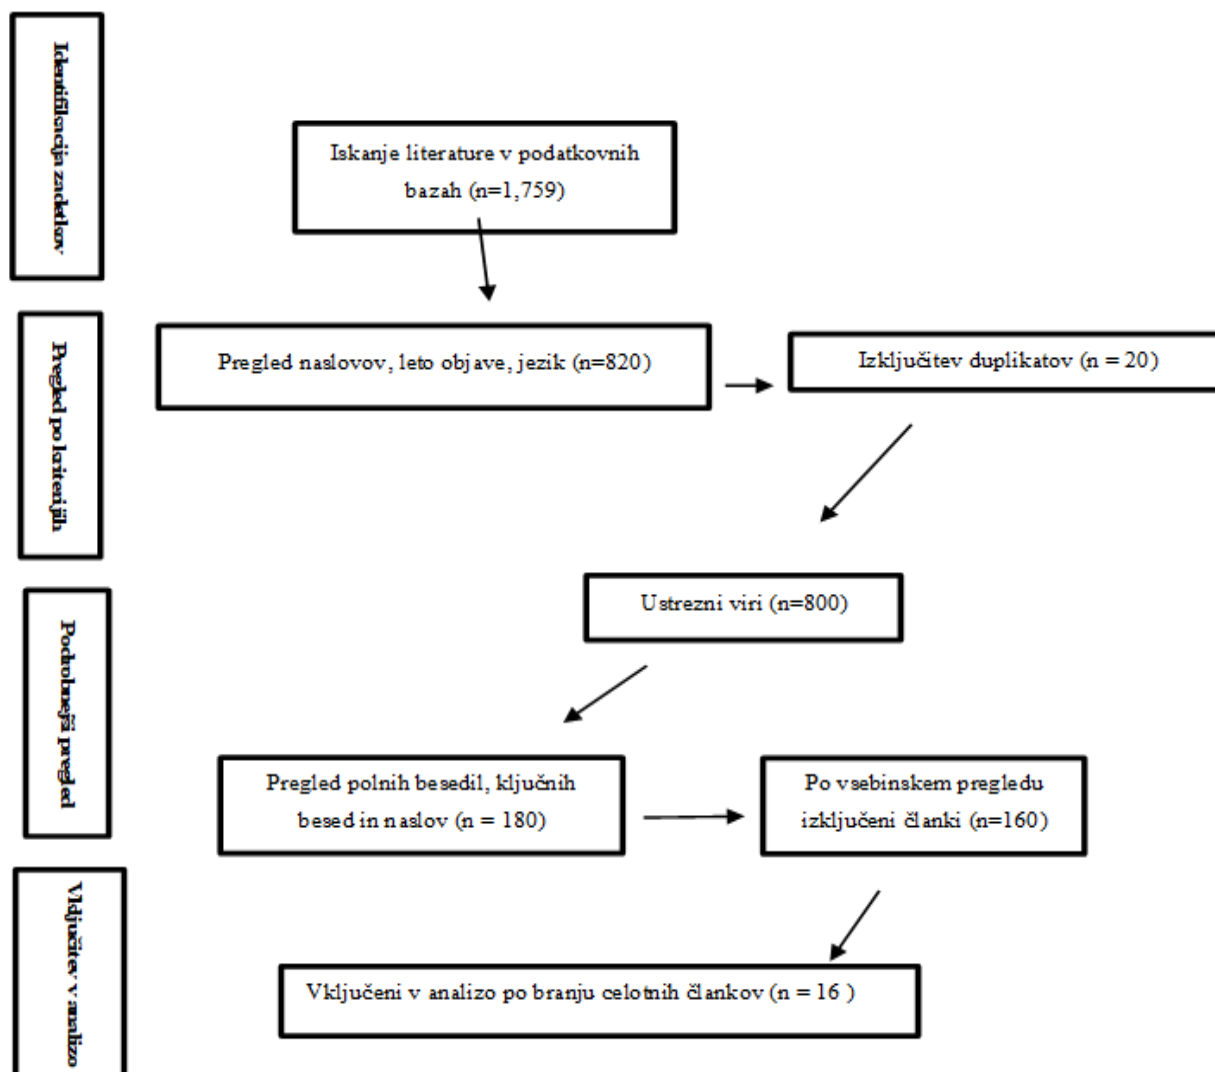 Identifikacija zadetkov
Iskanje literature v podatkovnih
bazah (n=1,759)
Pregled po kriterijih
Pregled naslovov, leto objave, jezik (n=820)
Izključitev duplikatov (n = 20)
Ustrezni viri (n=800)
Podrobnejši pregled
Pregled polnih besedil, ključnih
besed in naslov (n = 180)
Po vsebinskem pregledu
izključeni članki (n=160)
Vključitev v analizo
Vključeni v analizo po branju celotnih člankov (n = 16 )